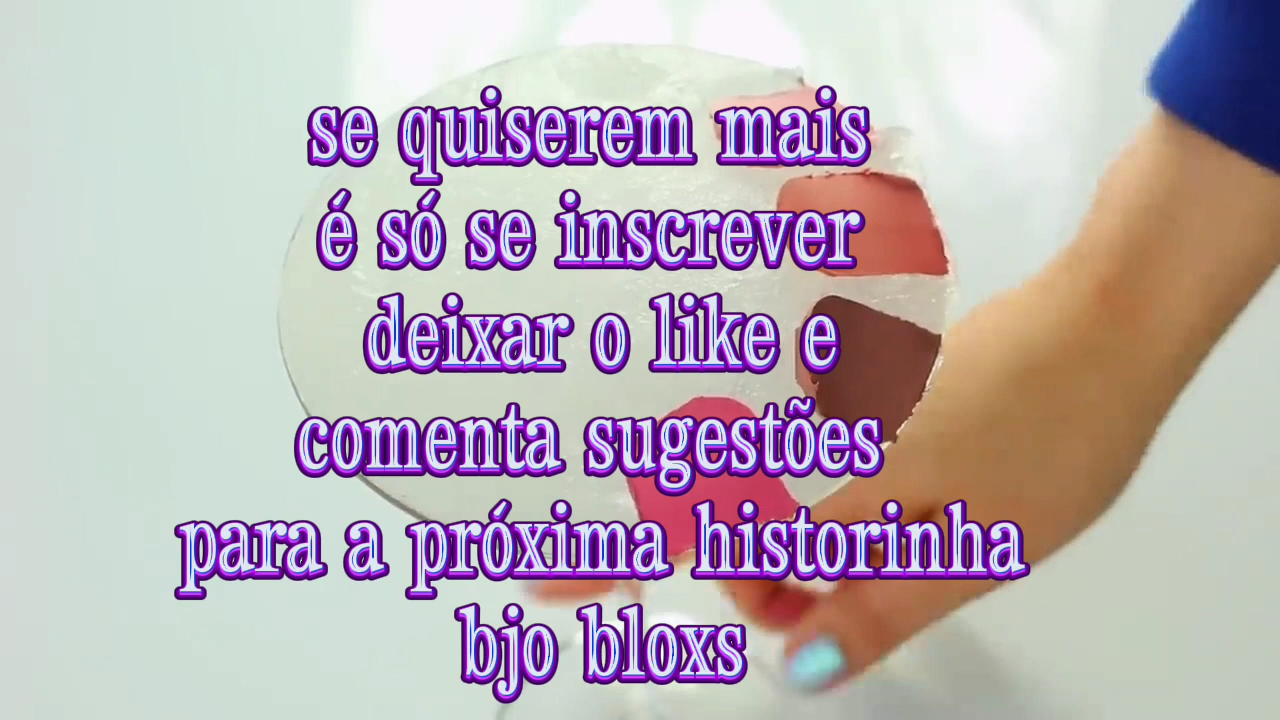 se quiserem mais
é só se inscrever
deixar o like e
comenta sugestões
para a próxima historinha
bjo bloxs